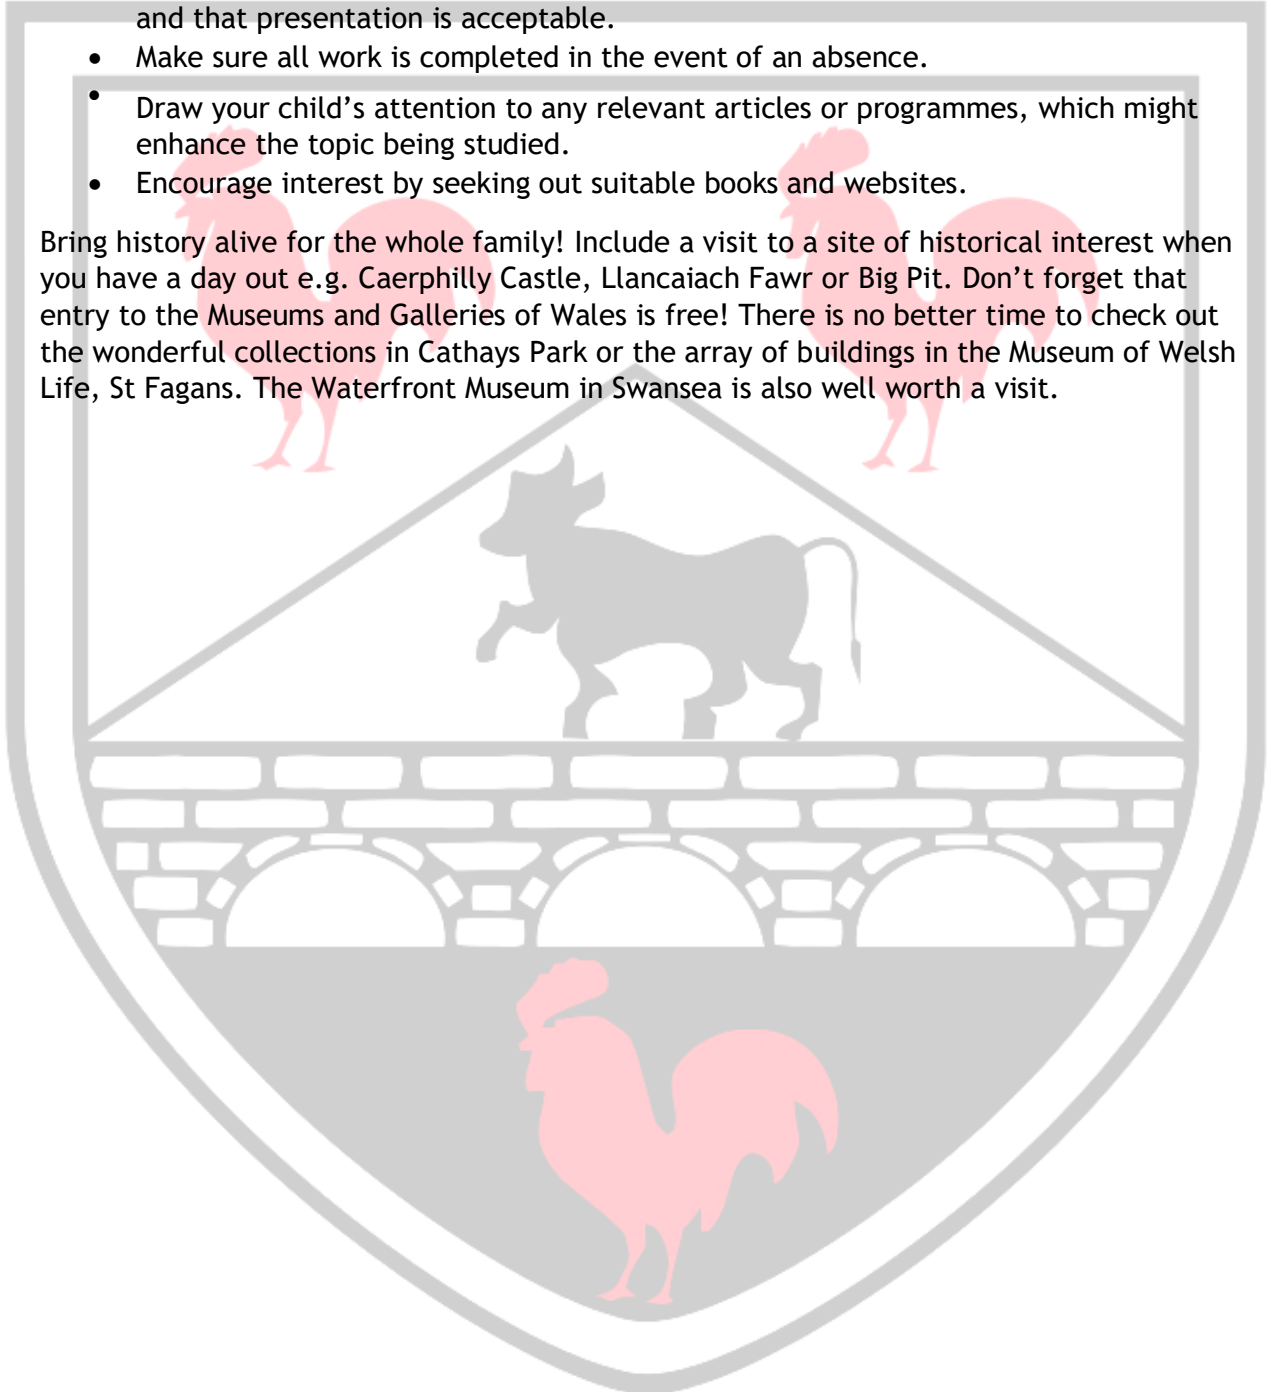 and that presentation is acceptable.
• Make sure all work is completed in the event of an absence.
• Draw your child’s attention to any relevant articles or programmes, which might
enhance the topic being studied.
• Encourage interest by seeking out suitable books and websites.
Bring history alive for the whole family! Include a visit to a site of historical interest when
you have a day out e.g. Caerphilly Castle, Llancaiach Fawr or Big Pit. Don’t forget that
entry to the Museums and Galleries of Wales is free! There is no better time to check out
the wonderful collections in Cathays Park or the array of buildings in the Museum of Welsh
Life, St Fagans. The Waterfront Museum in Swansea is also well worth a visit.